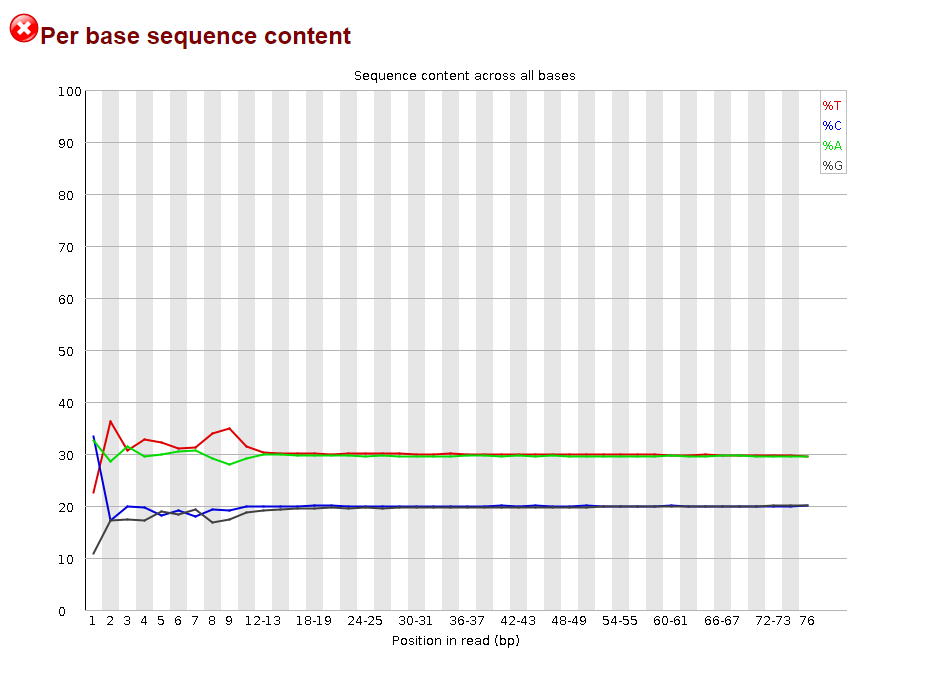 Per base sequence content
Sequence content across all bases
100
90
80
70
60
50
40
30
20
10
0
%T
%C
%A
%G
1 2 3 4 5 6 7 8 9 12-13 18-19 24-25 30-31 36-37 42-43 48-49 54-55 60-61 66-67 72-73 76
Position in read (bp)